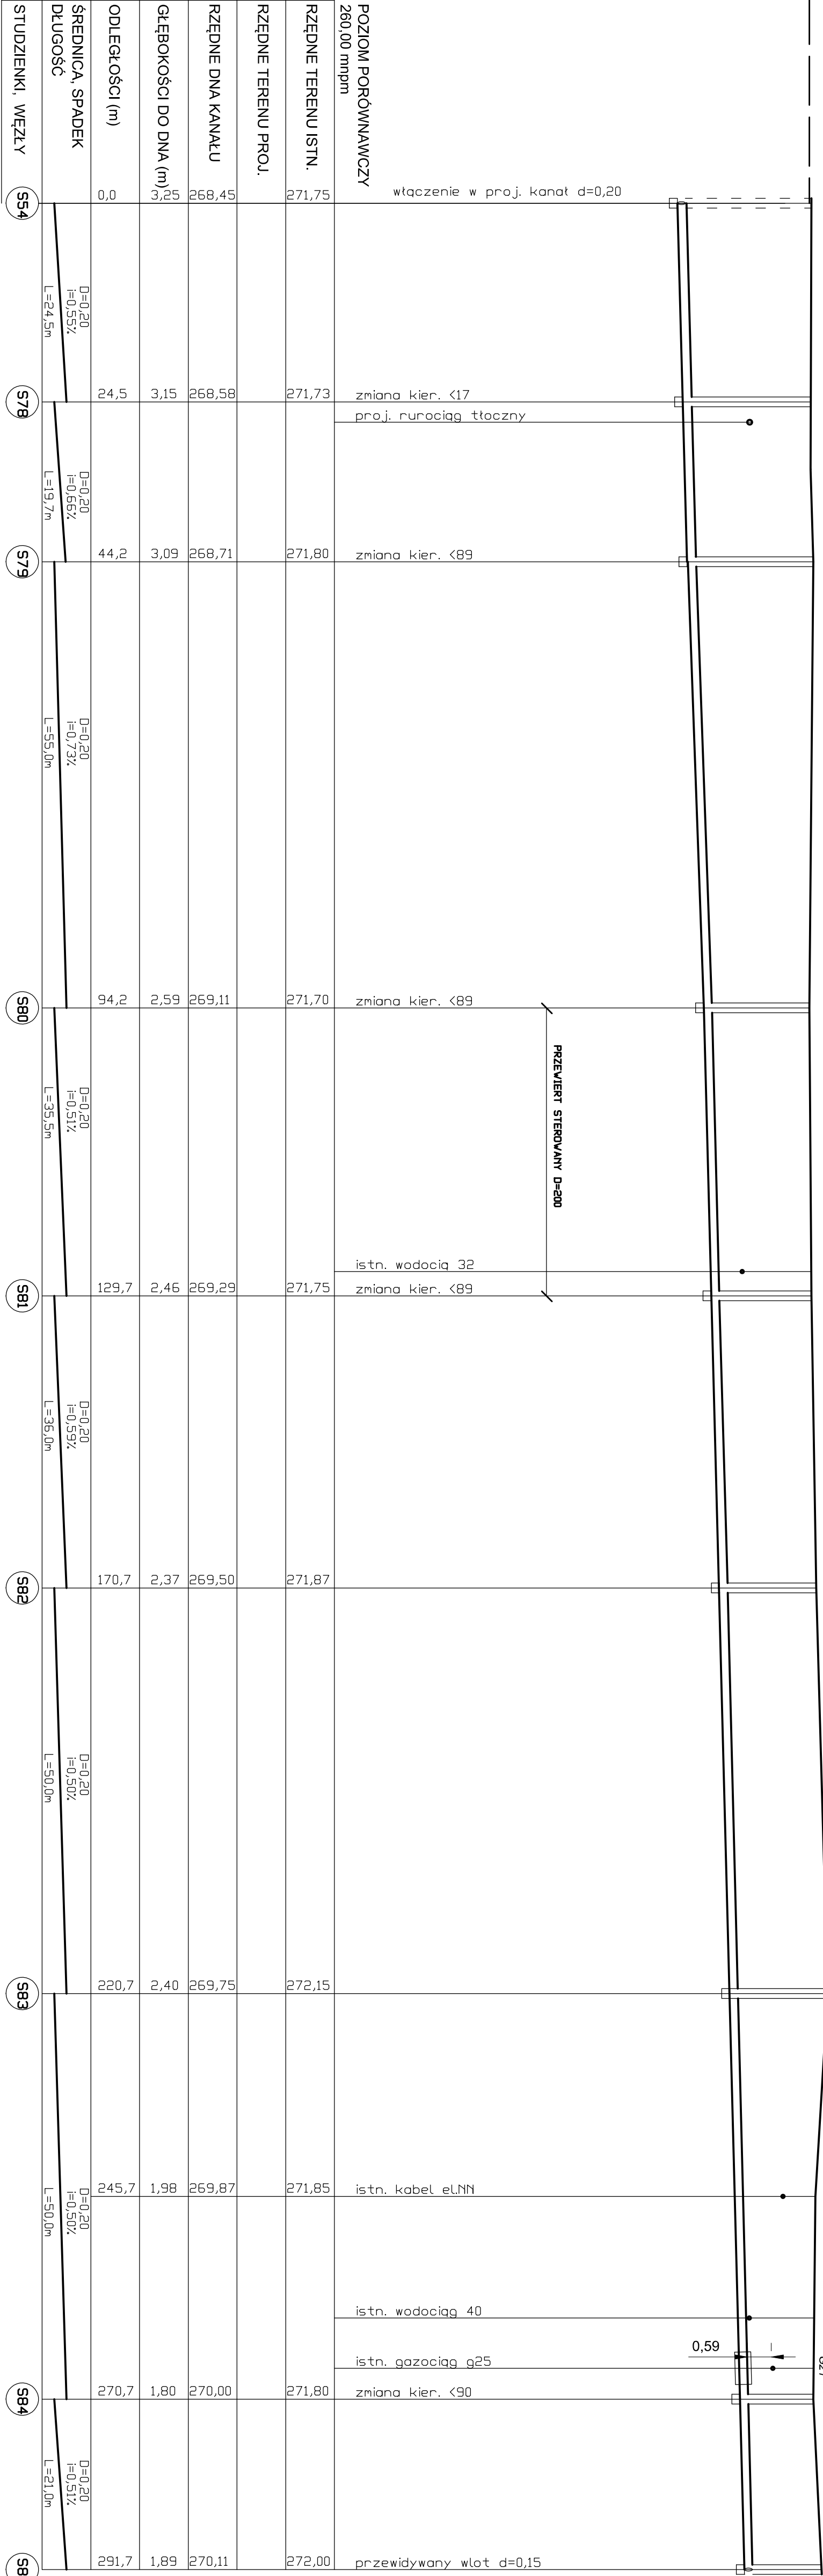 POZIOM PORÓWNAWCZY
260,00 mnpm
RZĘDNE TERENU ISTN.
RZĘDNE TERENU PROJ.
RZĘDNE DNA KANAŁU
GŁĘBOKOŚCI DO DNA (m)
ODLEGŁOŚCI (m)
ŚREDNICA, SPADEK
DŁUGOŚĆ
STUDZIENKI, WĘZŁY
włączenie w proj. kanał d=0,20
271,75
268,45
3,25
0,0
S54
D=0,20
i=0,55%
L=24,5m
zmiana kier. <17
271,73
268,58
3,15
24,5
S78
proj. rurociąg tłoczny
D=0,20
i=0,66%
L=19,7m
zmiana kier. <89
271,80
268,71
3,09
44,2
S79
D=0,20
i=0,73%
L=55,0m
zmiana kier. <89
271,70
269,11
2,59
94,2
S80
PRZEWIERT STEROWANY D=200
D=0,20
i=0,51%
L=35,5m
istn. wodocig 32
zmiana kier. <89
271,75
269,29
2,46
129,7
S81
D=0,20
i=0,59%
L=36,0m
271,87
269,50
2,37
170,7
S82
D=0,20
i=0,50%
L=50,0m
272,15
269,75
2,40
220,7
S83
istn. kabel el.NN
271,85
269,87
1,98
245,7
D=0,20
i=0,50%
L=50,0m
istn. wodociąg 40
0,59
istn. gazociąg g25
zmiana kier. <90
271,80
270,00
1,80
270,7
S84
D=0,20
i=0,51%
L=21,0m
przewidywany wlot d=0,15
272,00
270,11
1,89
291,7
S8